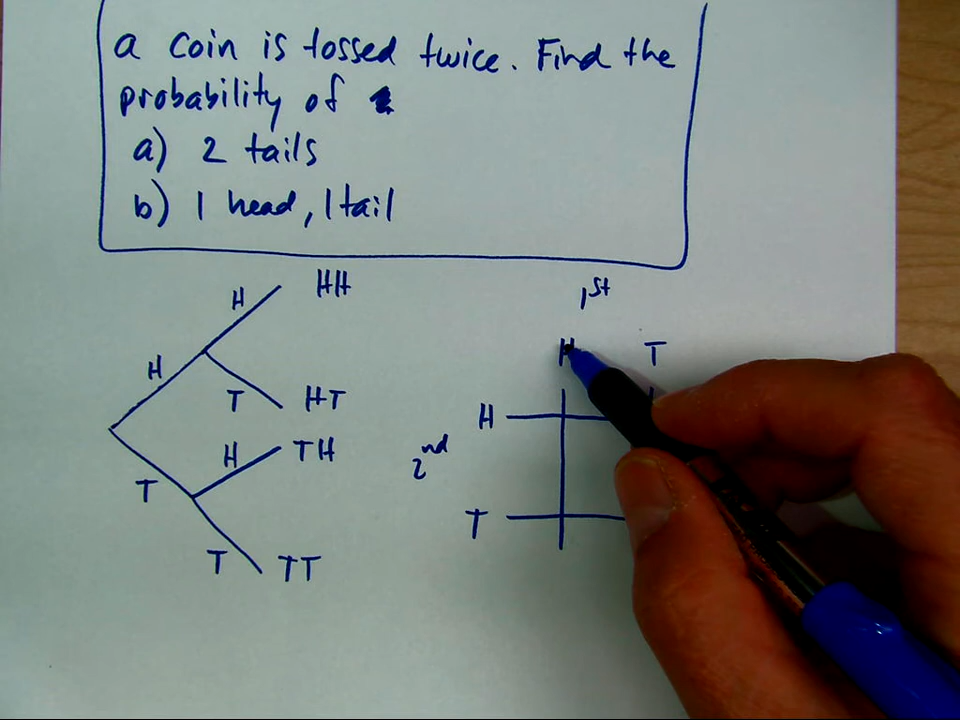 a coin is tossed twice. Find the
probability of
a) 2 tails
b) 1 head, 1 tail
H
HH
H
T
HT
H
TH
T
T
TT
1st
H
T
H
2nd
T